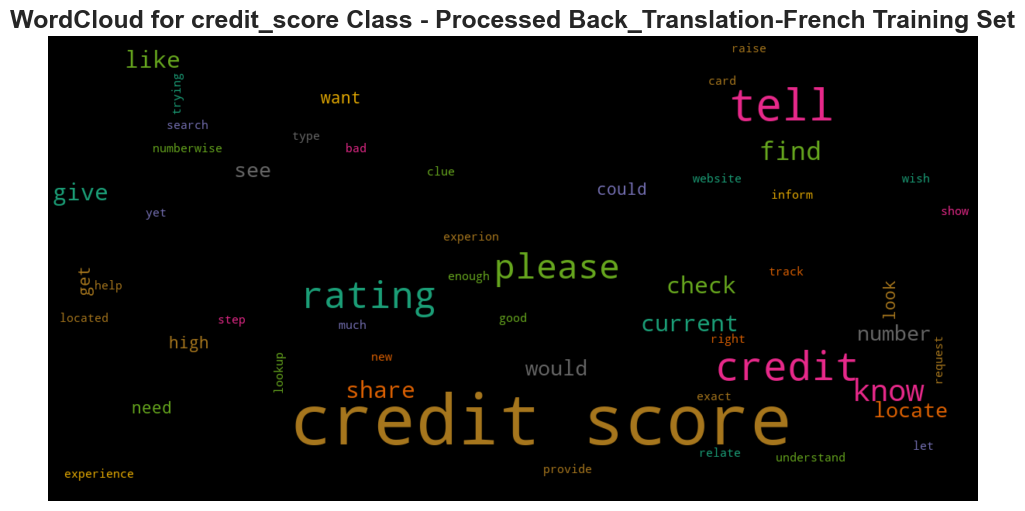 WordCloud for credit_score Class - Processed Back_Translation-French Training Set
raise
like
trying
card
want
tell
search
type
numberwise
bad
find
see
clue
website
wish
give
could
inform
yet
show
experion
please
track
get
help
enough
check
rating
look
located
step
much
good
current
number
high
right
new
lookup
request
would
credit
share
know
exact
need
locate
credit score
let
relate
understand
experience
provide